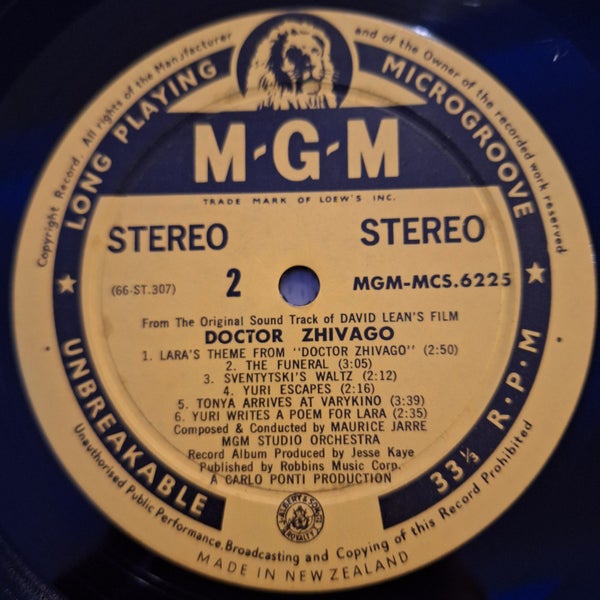 Copyright Record. All rights of the Manufacturer and of the Owner of the recorded work reserved
LONG PLAYING MICROGROOVE
M-G-M
TRADE MARK OF LOEW'S INC.
STEREO STEREO
(66-ST.307) 2 MGM-MCS.6225
From The Original Sound Track of DAVID LEAN'S FILM
DOCTOR ZHIVAGO
1. LARA'S THEME FROM "DOCTOR ZHIVAGO" (2:50)
2. THE FUNERAL (3:05)
3. SVENTYTSKI'S WALTZ (2:12)
4. YURI ESCAPES (2:16)
5. TONYA ARRIVES AT VARYKINO (3:39)
6. YURI WRITES A POEM FOR LARA (2:35)
Composed & Conducted by MAURICE JARRE
MGM STUDIO ORCHESTRA
Record Album Produced by Jesse Kaye
Published by Robbins Music Corp.
A CARLO PONTI PRODUCTION
UNBREAKABLE 33⅓ R·P·M
Unauthorised Public Performance, Broadcasting and Copying of this Record Prohibited
MADE IN NEW ZEALAND